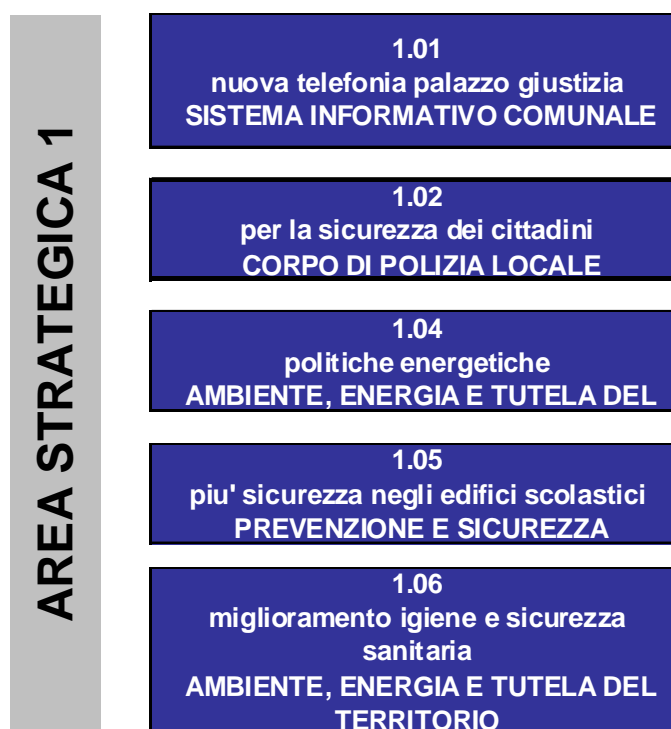 AREA STRATEGICA 1
1.01
nuova telefonia palazzo giustizia
SISTEMA INFORMATIVO COMUNALE
1.02
per la sicurezza dei cittadini
CORPO DI POLIZIA LOCALE
1.04
politiche energetiche
AMBIENTE, ENERGIA E TUTELA DEL
1.05
piu' sicurezza negli edifici scolastici
PREVENZIONE E SICUREZZA
1.06
miglioramento igiene e sicurezza
sanitaria
AMBIENTE, ENERGIA E TUTELA DEL
TERRITORIO